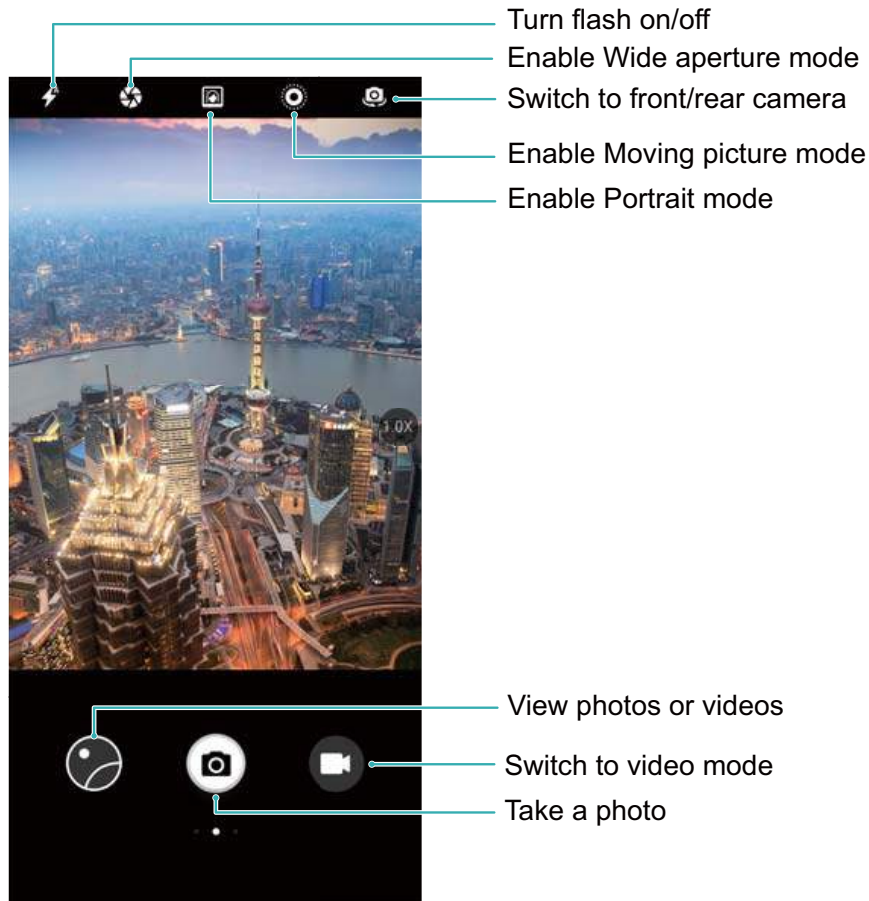 Turn flash on/off
Enable Wide aperture mode
Switch to front/rear camera
Enable Moving picture mode
Enable Portrait mode
1.0X
View photos or videos
Switch to video mode
Take a photo